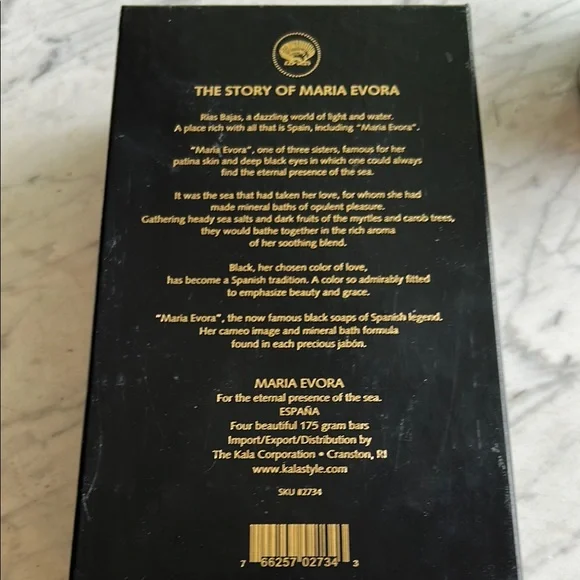 THE STORY OF MARIA EVORA
Rias Bajas, a dazzling world of light and water.
A place rich with all that is Spain, including "Maria Evora".
"Maria Evora", one of three sisters, famous for her
patina skin and deep black eyes in which one could always
find the eternal presence of the sea.
It was the sea that had taken her love, for whom she had
made mineral baths of opulent pleasure.
Gathering heady sea salts and dark fruits of the myrtles and carob trees,
they would bathe together in the rich aroma
of her soothing blend.
Black, her chosen color of love,
has become a Spanish tradition. A color so admirably fitted
to emphasize beauty and grace.
"Maria Evora", the now famous black soaps of Spanish legend.
Her cameo image and mineral bath formula
found in each precious jabón.
MARIA EVORA
For the eternal presence of the sea.
ESPAÑA
Four beautiful 175 gram bars
Import/Export/Distribution by
The Kala Corporation • Cranston, RI
www.kalastyle.com
SKU #2734
7 66257 02734 3